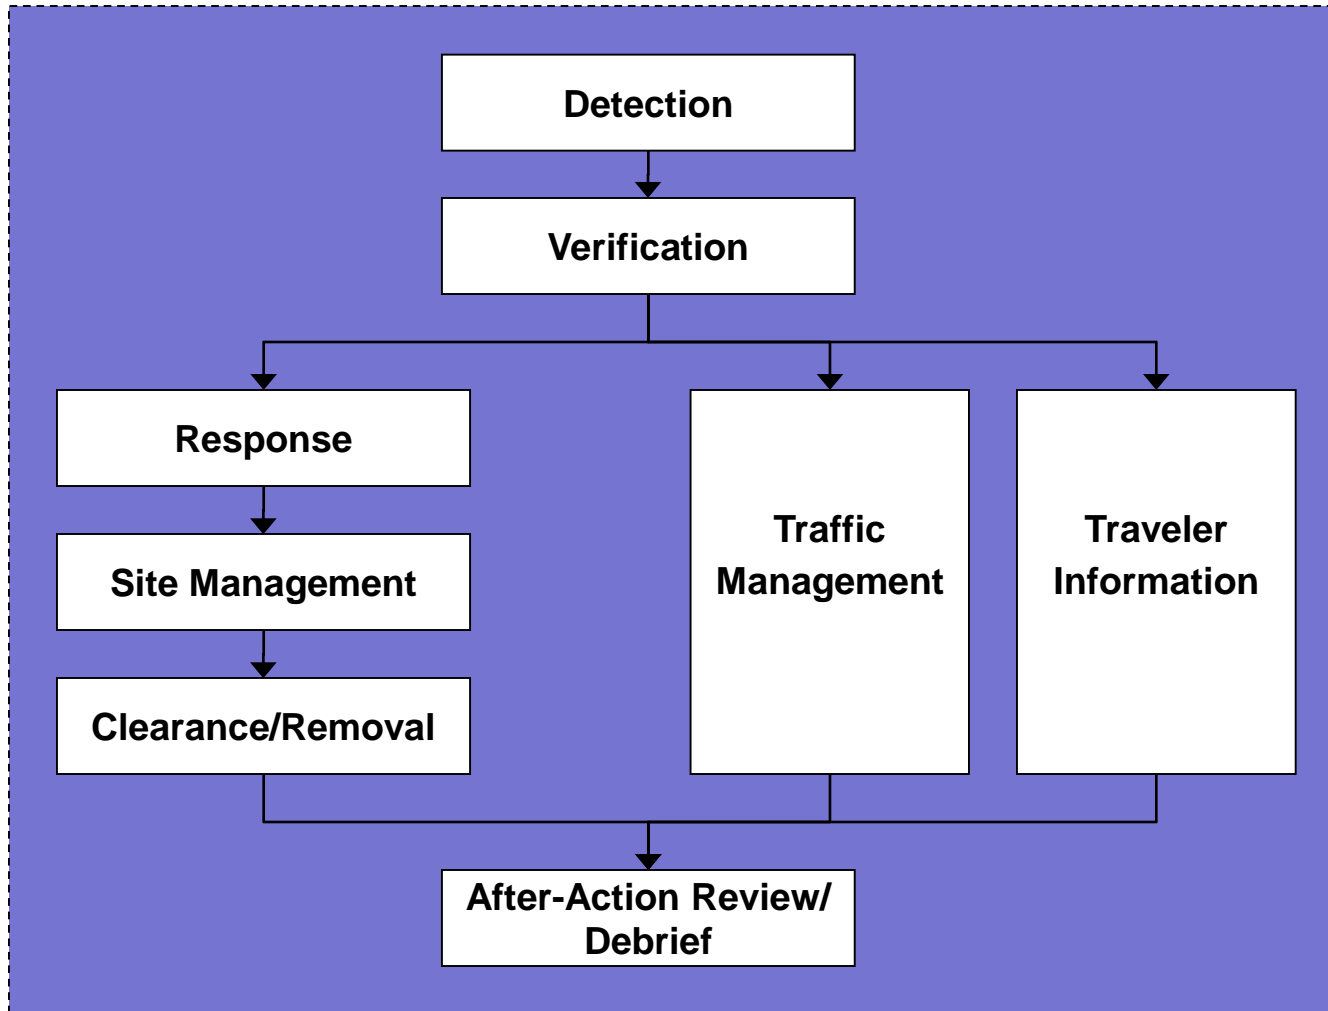 Detection
Verification
Response
Site Management
Clearance/Removal
Traffic
Management
Traveler
Information
After-Action Review/
Debrief